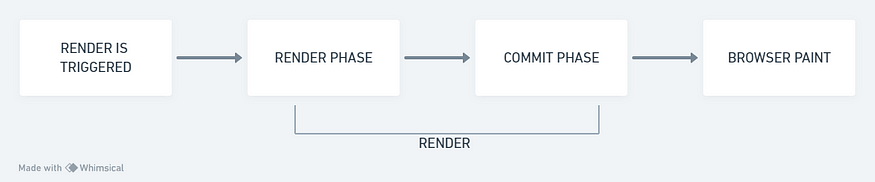 RENDER IS
TRIGGERED
RENDER PHASE
COMMIT PHASE
BROWSER PAINT
RENDER
Made with Whimsical